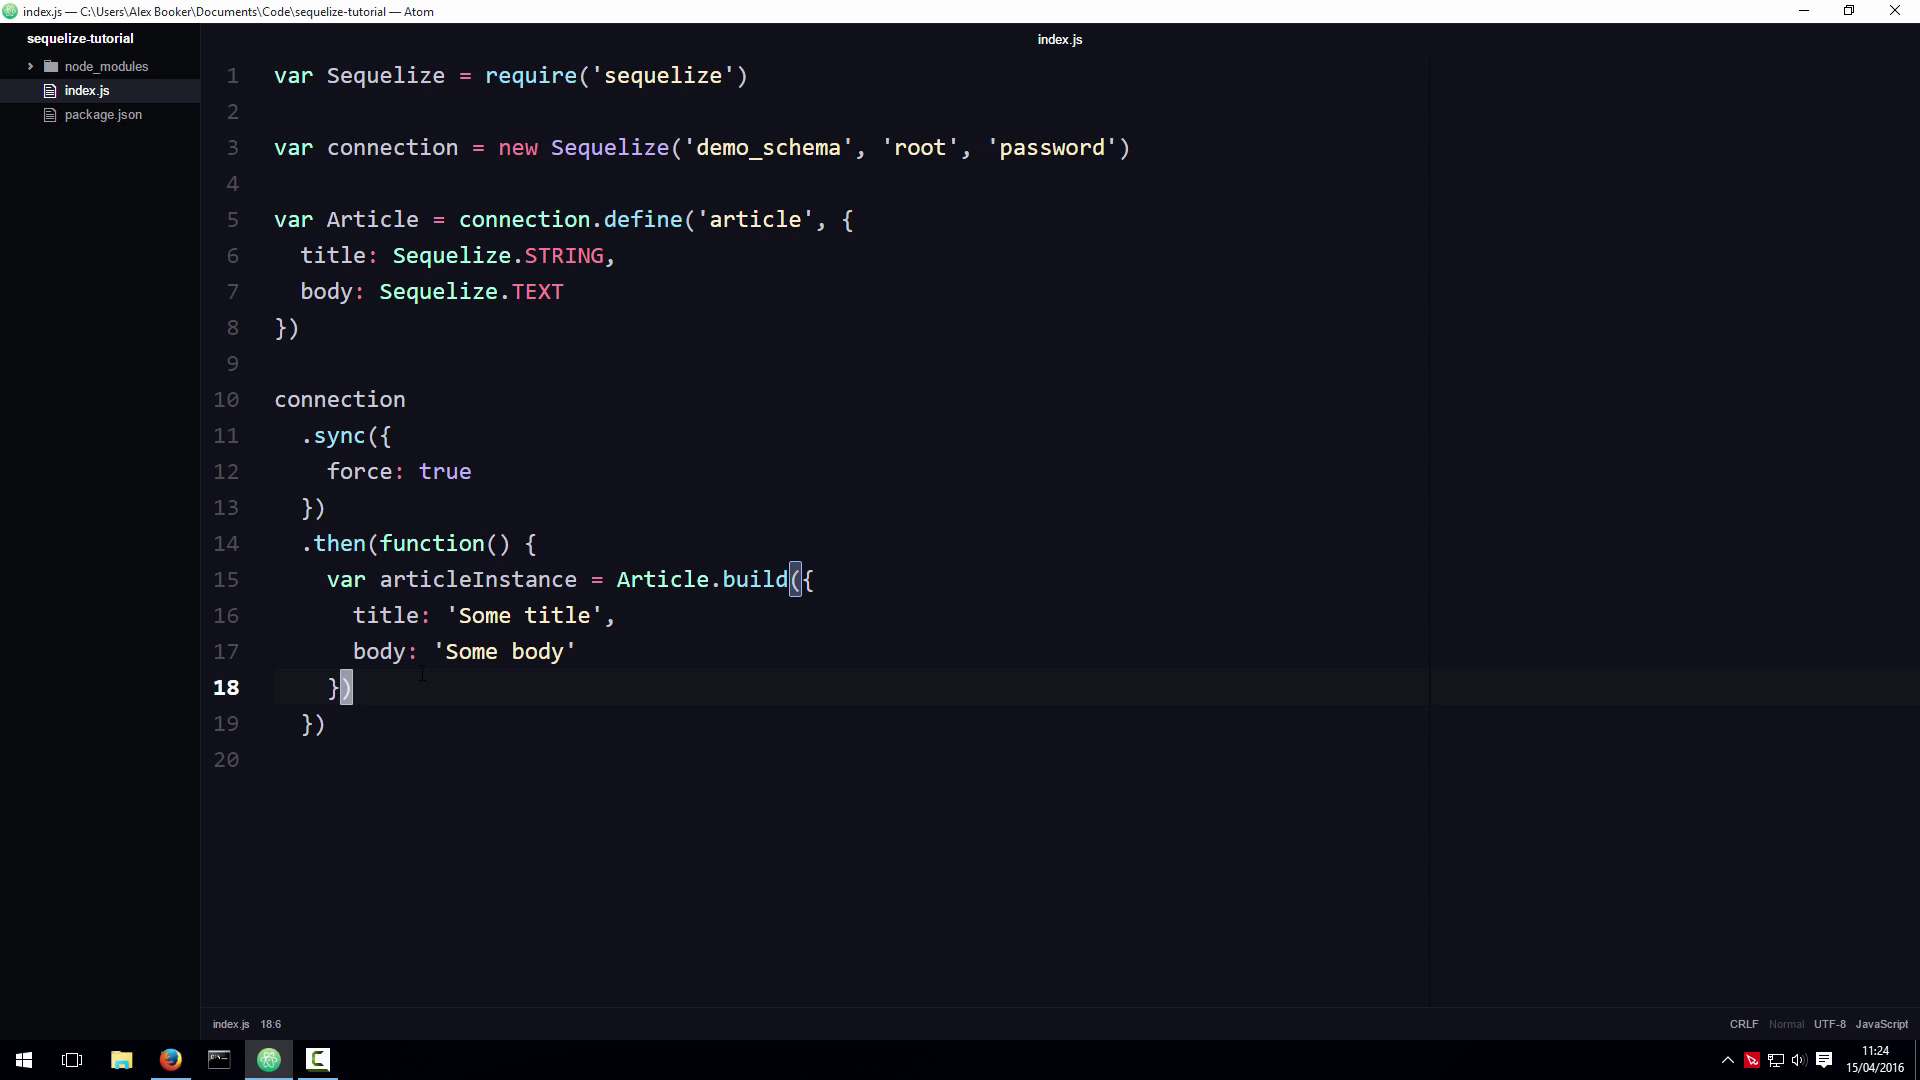 index.js — C:\Users\Alex Booker\Documents\Code\sequelize-tutorial — Atom
sequelize-tutorial
node_modules
index.js
package.json
index.js
1 var Sequelize = require('sequelize')
2
3 var connection = new Sequelize('demo_schema', 'root', 'password')
4
5 var Article = connection.define('article', {
6   title: Sequelize.STRING,
7   body: Sequelize.TEXT
8 })
9
10 connection
11   .sync({
12     force: true
13   })
14   .then(function() {
15     var articleInstance = Article.build({
16       title: 'Some title',
17       body: 'Some body'
18     })
19   })
20
index.js 18:6
CRLF Normal UTF-8 JavaScript
11:24
15/04/2016